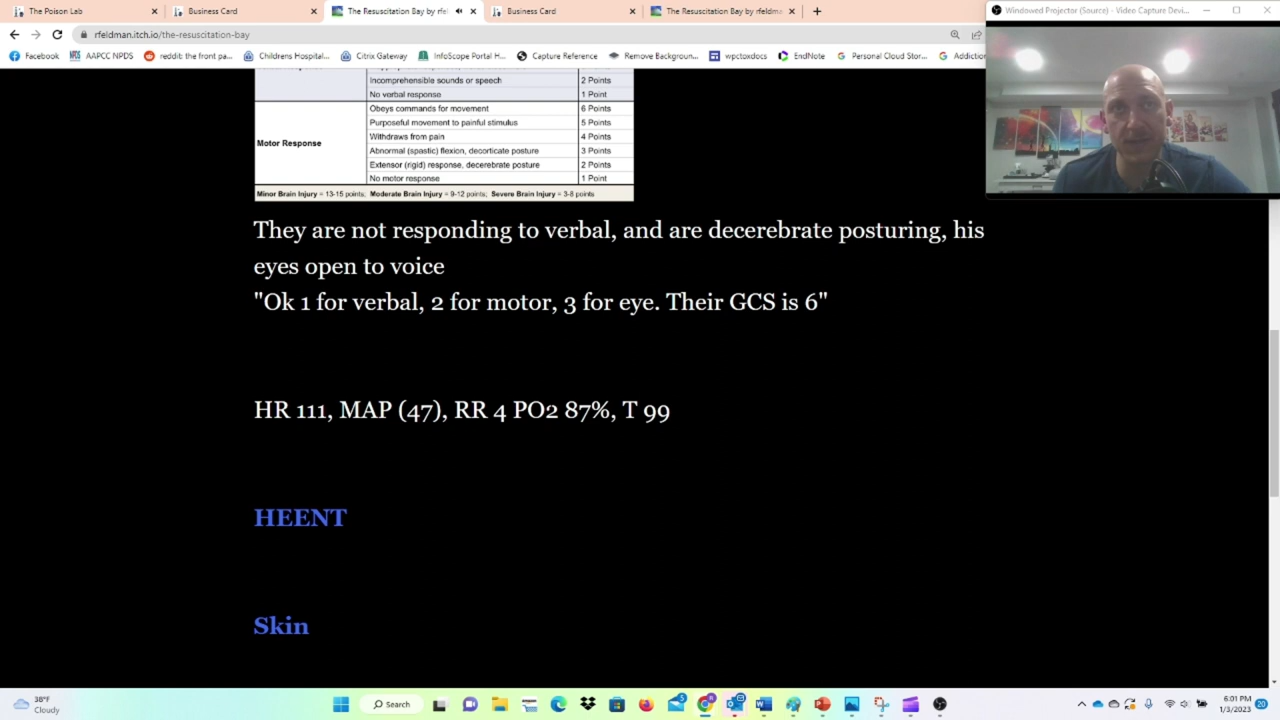 The Poison Lab
Business Card
The Resuscitation Bay by rfel
Business Card
The Resuscitation Bay by rfeldm
Windowed Projector (Source) - Video Capture Devi...
rfeldman.itch.io/the-resuscitation-bay
Facebook
AAPCC NPDS
reddit: the front pa...
Childrens Hospital...
Citrix Gateway
InfoScope Portal H...
Capture Reference
Remove Backgroun...
wpctoxdocs
EndNote
Personal Cloud Stor...
Addiction
Incomprehensible sounds or speech 2 Points
No verbal response 1 Point
Motor Response
Obeys commands for movement 6 Points
Purposeful movement to painful stimulus 5 Points
Withdraws from pain 4 Points
Abnormal (spastic) flexion, decorticate posture 3 Points
Extensor (rigid) response, decerebrate posture 2 Points
No motor response 1 Point
Minor Brain Injury = 13-15 points; Moderate Brain Injury = 9-12 points; Severe Brain Injury = 3-8 points
They are not responding to verbal, and are decerebrate posturing, his
eyes open to voice
"Ok 1 for verbal, 2 for motor, 3 for eye. Their GCS is 6"
HR 111, MAP (47), RR 4 PO2 87%, T 99
HEENT
Skin
38°F
Cloudy
Search
6:01 PM
1/3/2023
20